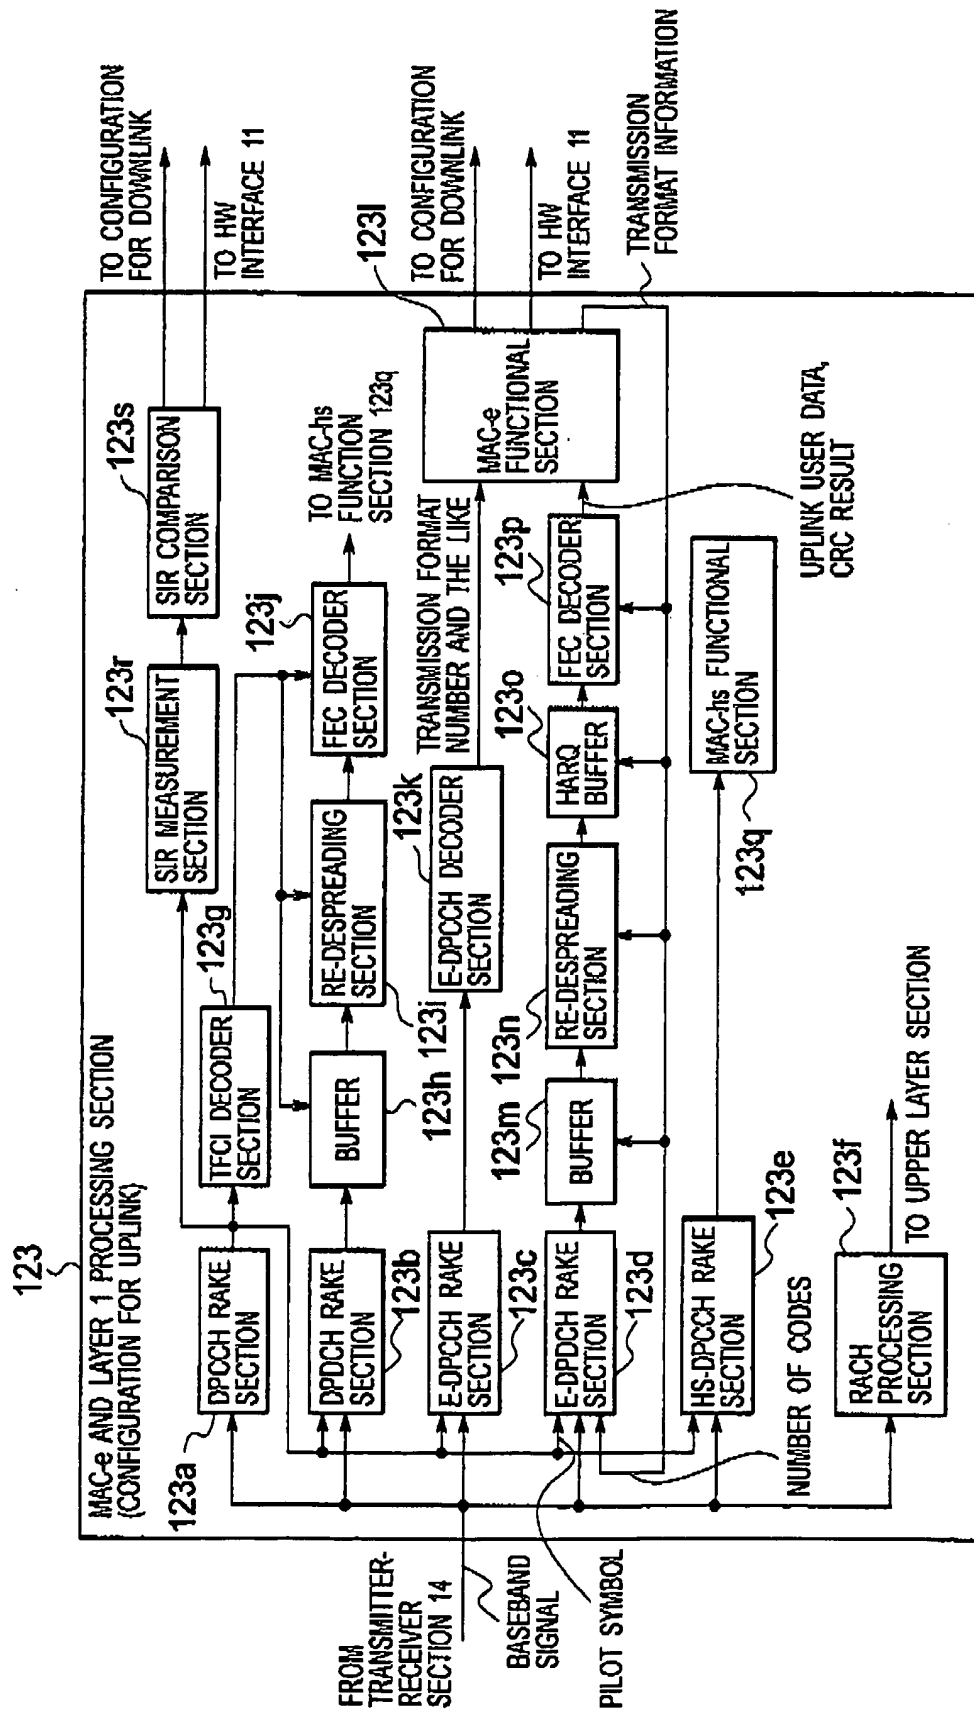 123
MAC-e AND LAYER 1 PROCESSING SECTION
(CONFIGURATION FOR UPLINK)
FROM
TRANSMITTER-
RECEIVER
SECTION 14
BASEBAND
SIGNAL
PILOT SYMBOL
NUMBER OF CODES
123a
DPCCH RAKE
SECTION
DPDCH RAKE
SECTION
123b
E-DPCCH RAKE
SECTION
123c
E-DPDCH RAKE
SECTION
123d
HS-DPCCH RAKE
SECTION
123e
RACH
PROCESSING
SECTION
123f
TO UPPER LAYER SECTION
TFCI DECODER
SECTION
123g
BUFFER
123h
RE-DESPREADING
SECTION
123i
FEC DECODER
SECTION
123j
TO MAC-hs
FUNCTION
SECTION 123q
SIR MEASUREMENT
SECTION
123r
SIR COMPARISON
SECTION
123s
TO CONFIGURATION
FOR DOWNLINK
TO HW
INTERFACE 11
E-DPCCH DECODER
SECTION
123k
TRANSMISSION FORMAT
NUMBER AND THE LIKE
BUFFER
123m
RE-DESPREADING
SECTION
123n
HARQ
BUFFER
123o
FEC DECODER
SECTION
123p
MAC-e
FUNCTIONAL
SECTION
123l
TO CONFIGURATION
FOR DOWNLINK
TO HW
INTERFACE 11
TRANSMISSION
FORMAT INFORMATION
UPLINK USER DATA,
CRC RESULT
MAC-hs FUNCTIONAL
SECTION
123q